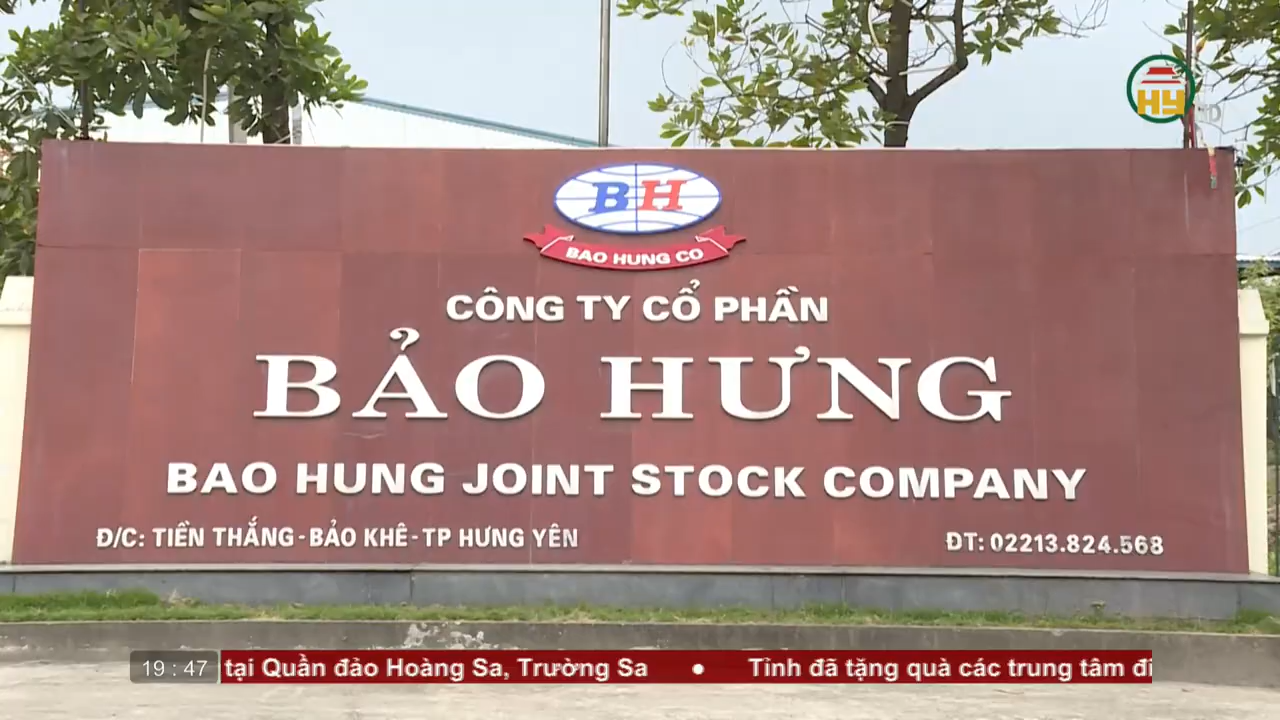 HY HD
BH
BAO HUNG CO
CÔNG TY CỔ PHẦN
BẢO HƯNG
BAO HUNG JOINT STOCK COMPANY
Đ/C: TIỀN THẮNG - BẢO KHÊ - TP HƯNG YÊN
ĐT: 02213.824.568
19 : 47 tại Quần đảo Hoàng Sa, Trường Sa ● Tỉnh đã tặng quà các trung tâm đi